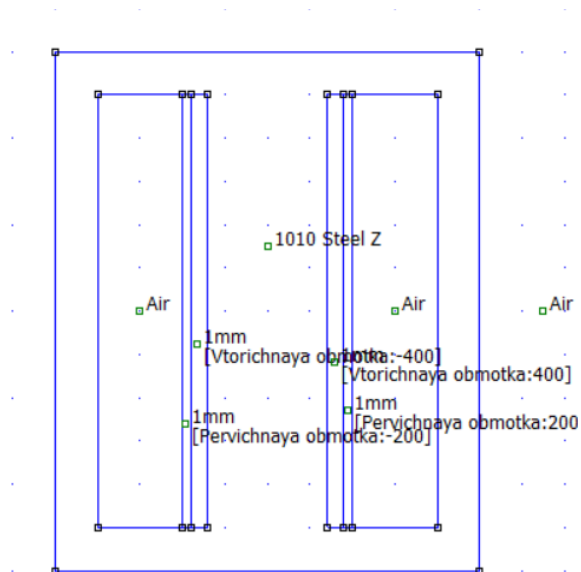 1010 Steel Z
Air
Air
Air
1mm
[Vtorichnaya obmotka:-400]
1mm
[Vtorichnaya obmotka:400]
1mm
[Pervichnaya obmotka:200
1mm
[Pervichnaya obmotka:-200]